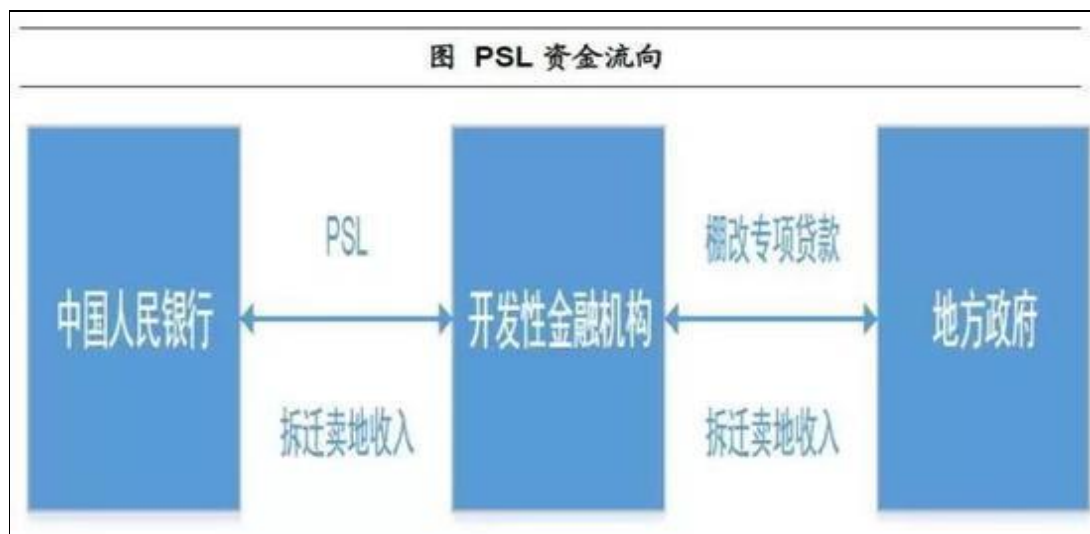 图 PSL 资金流向
PSL
棚改专项贷款
中国人民银行
开发性金融机构
地方政府
拆迁卖地收入
拆迁卖地收入